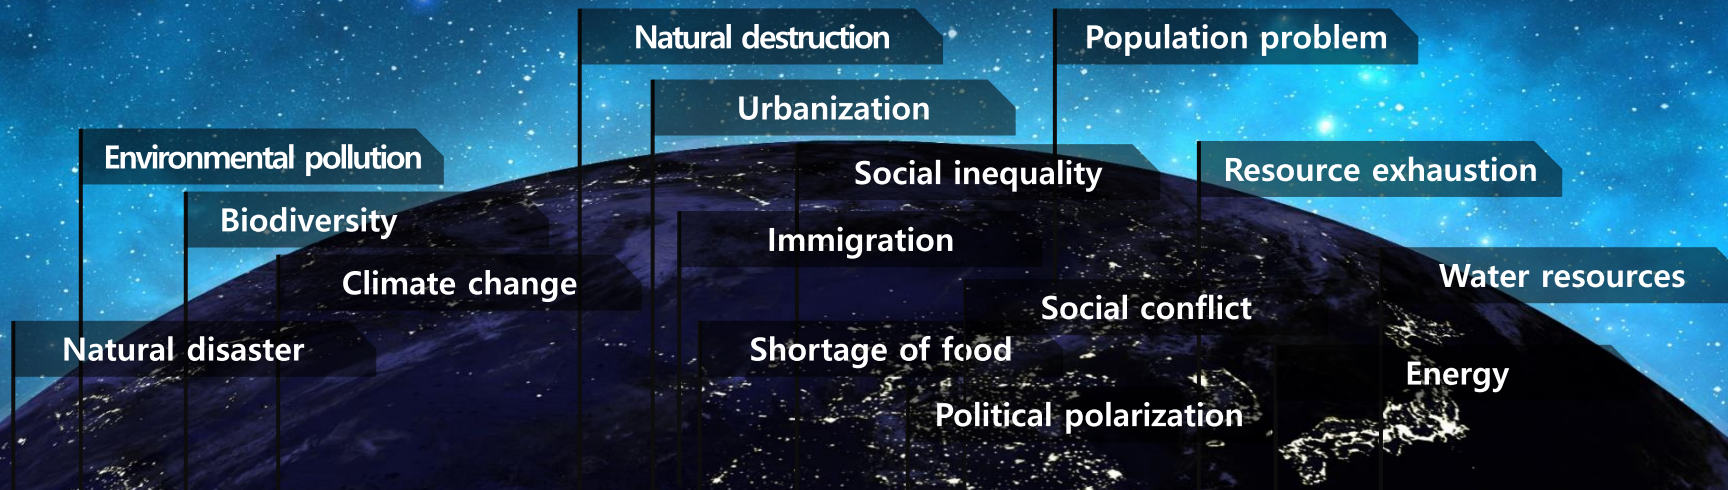 Natural destruction
Population problem
Urbanization
Environmental pollution
Social inequality
Resource exhaustion
Biodiversity
Immigration
Climate change
Water resources
Social conflict
Natural disaster
Shortage of food
Energy
Political polarization